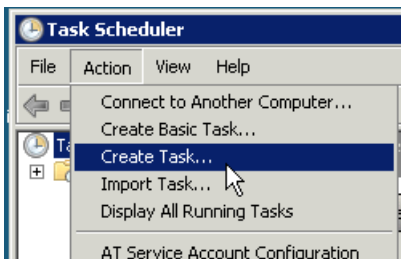 Task Scheduler
File Action View Help
Connect to Another Computer...
Create Basic Task...
Create Task...
Import Task...
Display All Running Tasks
AT Service Account Configuration